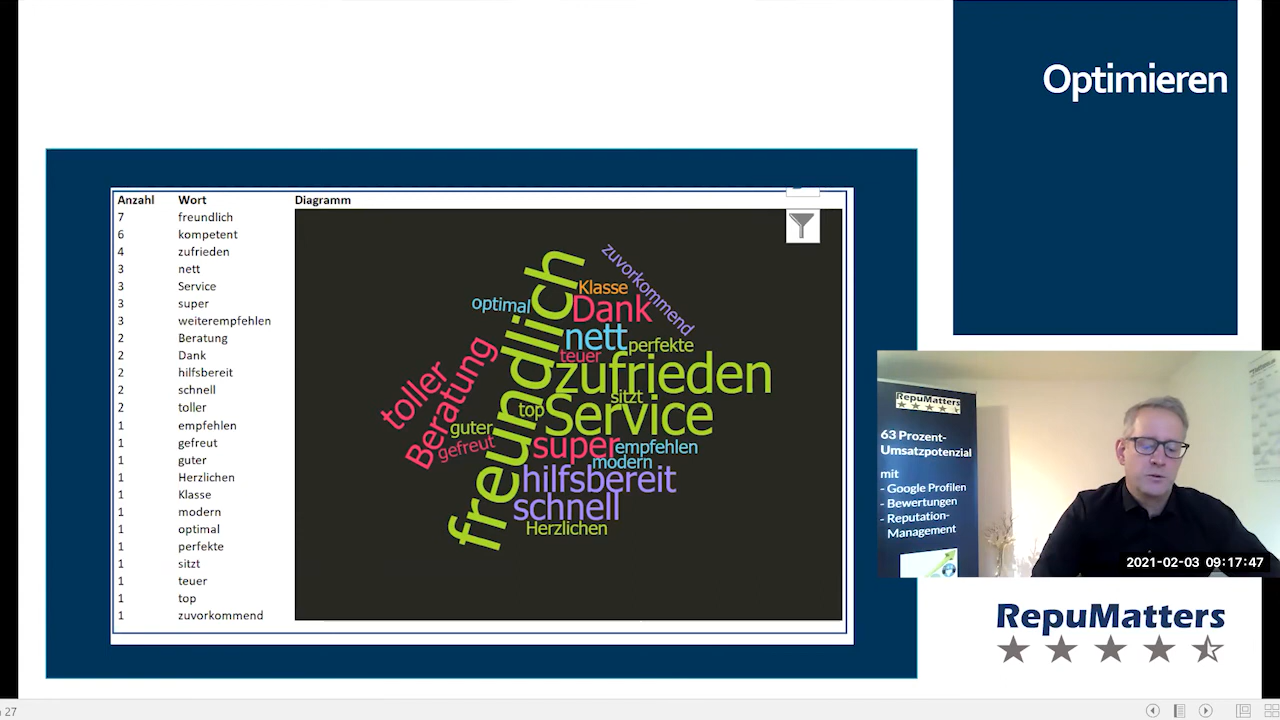 Optimieren
Anzahl Wort Diagramm
7 freundlich
6 kompetent
4 zufrieden
3 nett
3 Service
3 super
3 weiterempfehlen
2 Beratung
2 Dank
2 hilfsbereit
2 schnell
2 toller
1 empfehlen
1 gefreut
1 guter
1 Herzlichen
1 Klasse
1 modern
1 optimal
1 perfekte
1 sitzt
1 teuer
1 top
1 zuvorkommend
zuvorkommend
Klasse
optimal
Dank
freundlich
nett
perfekte
teuer
zufrieden
toller
Beratung
sitzt
top
Service
guter
gefreut
super
empfehlen
modern
hilfsbereit
schnell
Herzlichen
RepuMatters
63 Prozent-
Umsatzpotenzial
mit
- Google Profilen
- Bewertungen
- Reputation-
Management
2021-02-03 09:17:47
RepuMatters
27